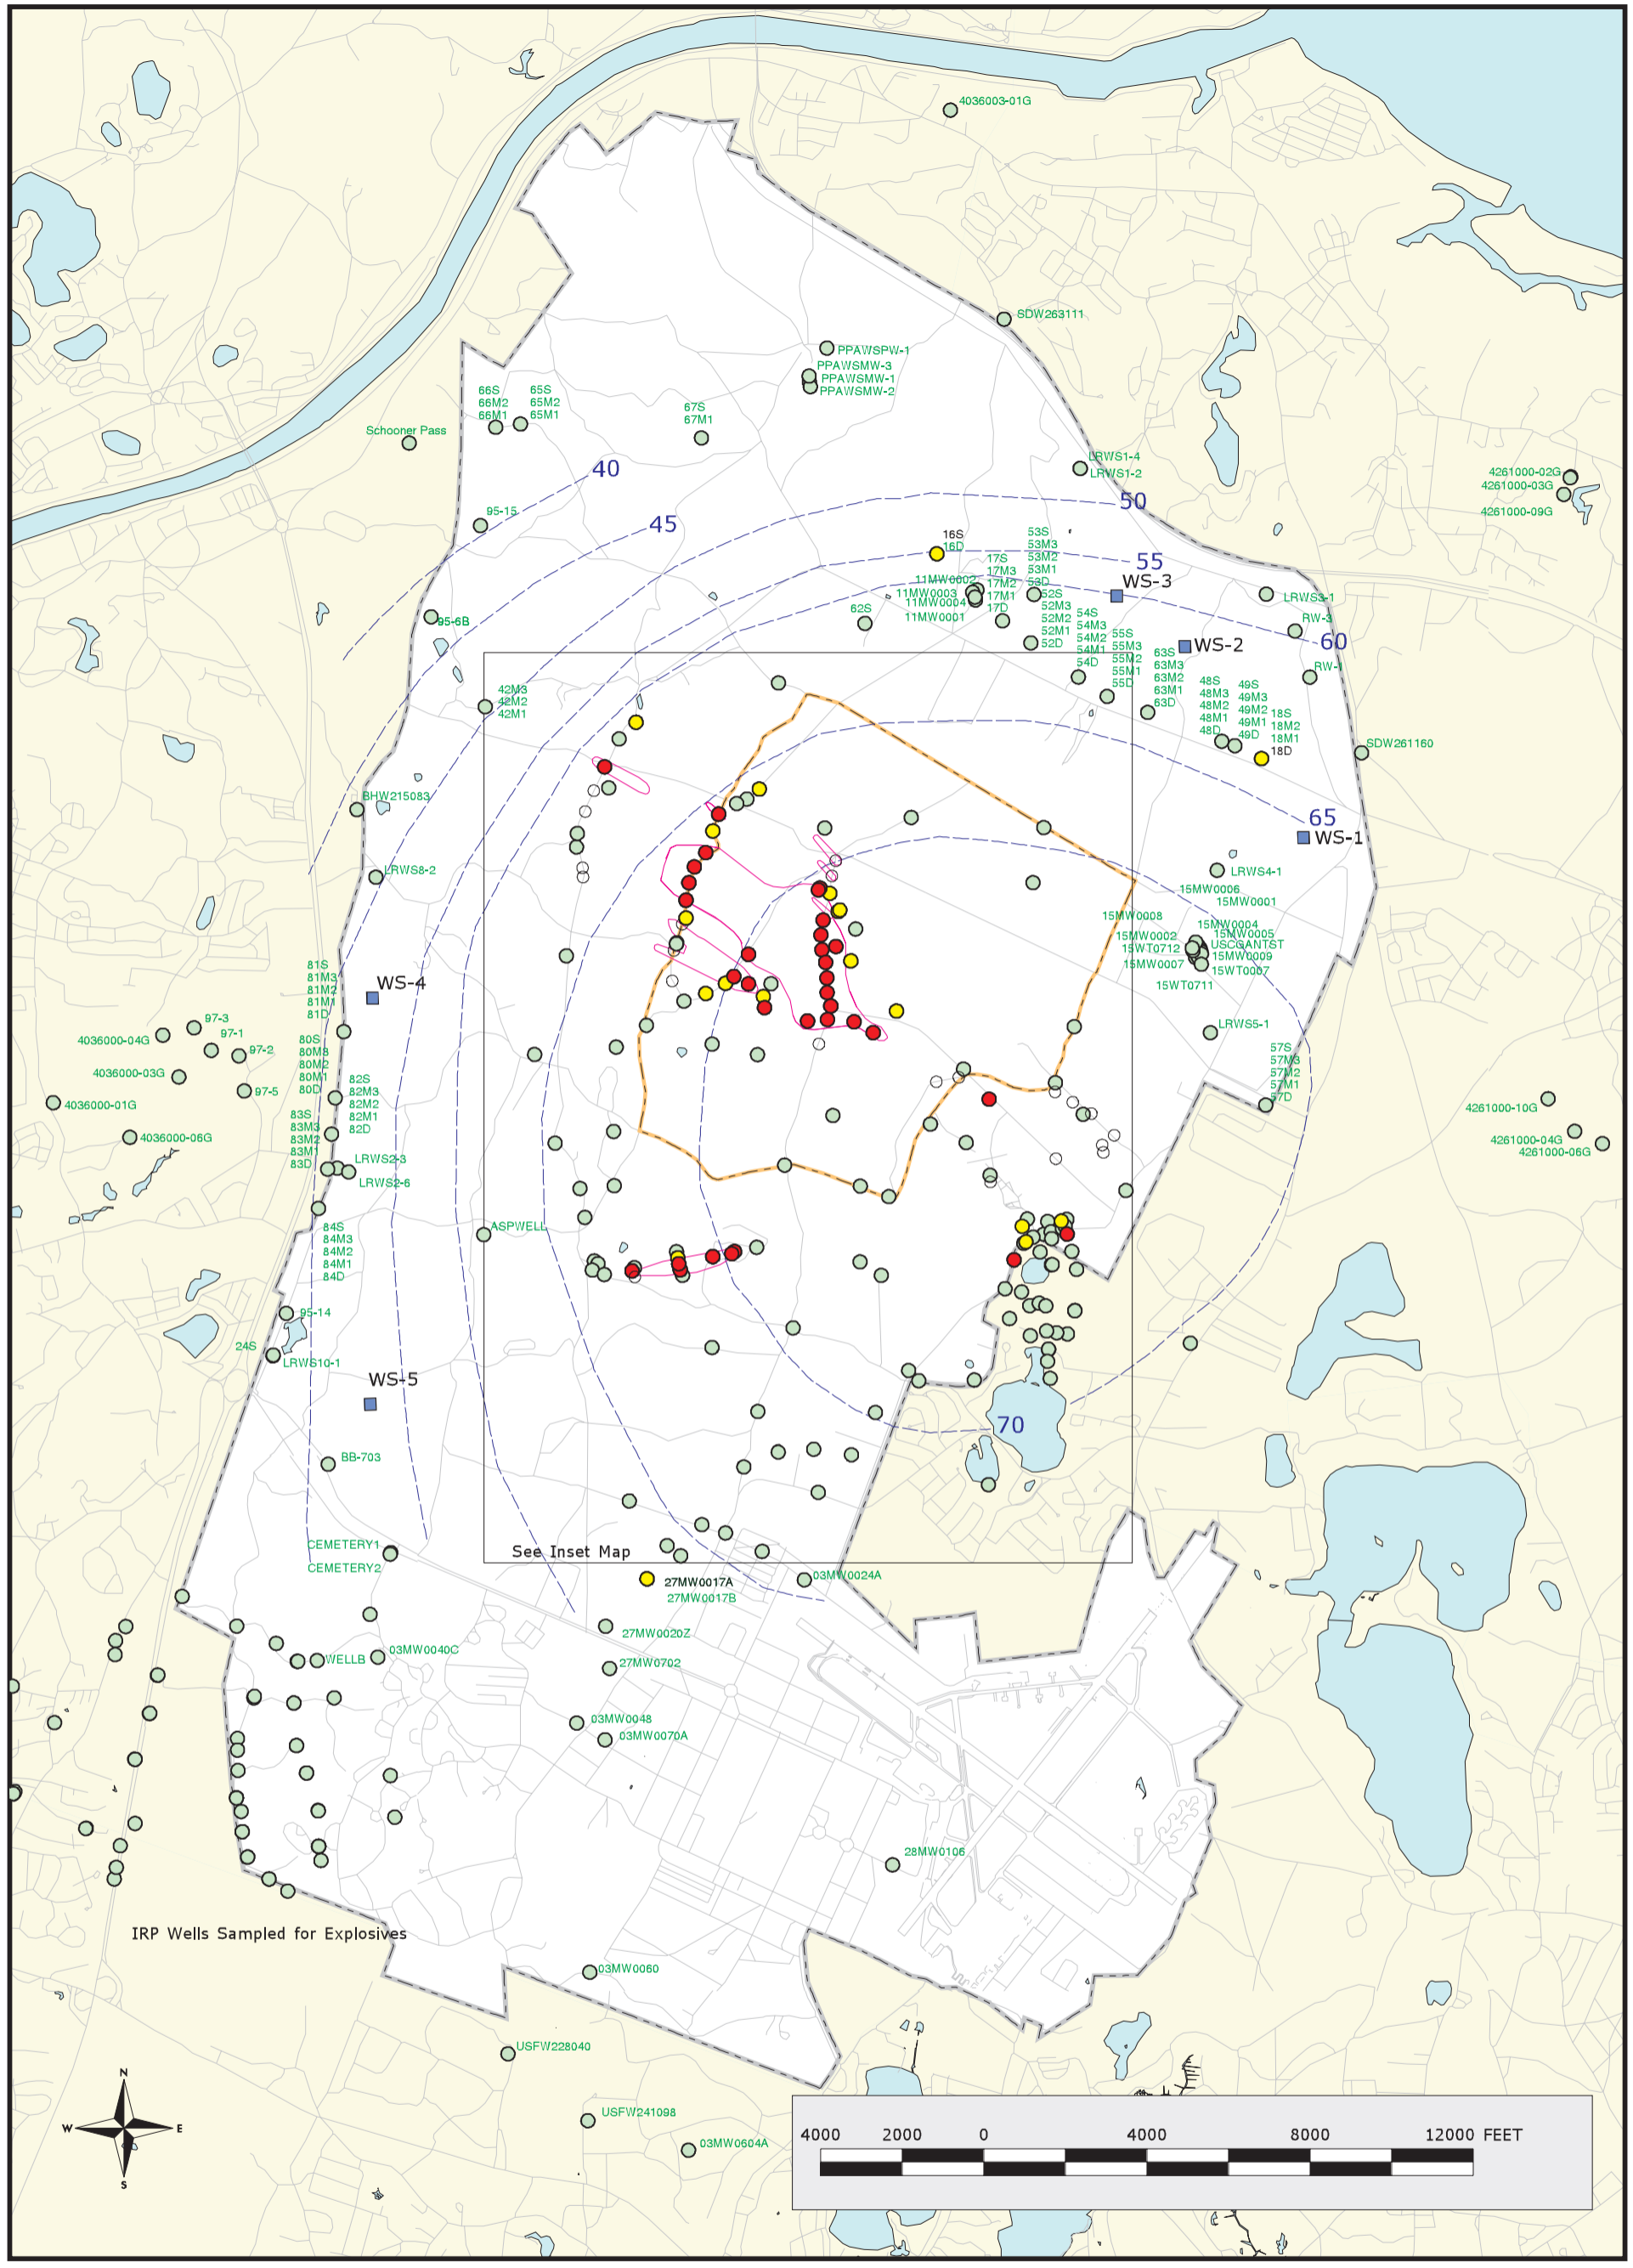 4036003-01G
SDW263111
PPAWSPW-1
PPAWSMW-3
PPAWSMW-1
PPAWSMW-2
66S
66M2
66M1
65S
65M2
65M1
67S
67M1
Schooner Pass
40
LRWS1-4
LRWS1-2
4261000-02G
4261000-03G
4261000-09G
50
95-15
45
16S
16D
53S
53M3
53M2
53M1
53D
55
17S
17M3
17M2
17M1
17D
11MW0002
11MW0003
11MW0004
11MW0001
WS-3
LRWS3-1
52S
52M3
52M2
52M1
52D
62S
95-6B
54S
54M3
54M2
54M1
54D
55S
55M3
55M2
55M1
55D
RW-3
60
WS-2
63S
63M3
63M2
63M1
63D
RW-1
48S
48M3
48M2
48M1
48D
49S
49M3
49M2
49M1
49D
42M3
42M2
42M1
18S
18M2
18M1
18D
SDW261160
BHW215083
65
WS-1
LRWS8-2
LRWS4-1
15MW0006
15MW0001
15MW0008
15MW0004
15MW0002
15MW0005
15WT0712
USCGANTST
15MW0009
15MW0007
15WT0007
15WT0711
81S
81M3
81M2
81M1
81D
WS-4
97-3
97-1
97-2
4036000-04G
4036000-03G
97-5
4036000-01G
4036000-06G
LRWS5-1
80S
80M3
80M2
80M1
80D
57S
57M3
57M2
57M1
57D
82S
82M3
82M2
82M1
82D
4261000-10G
4261000-04G
4261000-06G
83S
83M3
83M2
83M1
83D
LRWS2-3
LRWS2-6
ASPWELL
84S
84M3
84M2
84M1
84D
95-14
24S
LRWS10-1
WS-5
70
BB-703
CEMETERY1
CEMETERY2
See Inset Map
27MW0017A
27MW0017B
03MW0024A
27MW0020Z
WELLB
03MW0040C
27MW0702
03MW0048
03MW0070A
28MW0106
IRP Wells Sampled for Explosives
03MW0060
USFW228040
USFW241098
03MW0604A
N
W
E
S
4000 2000 0 4000 8000 12000 FEET